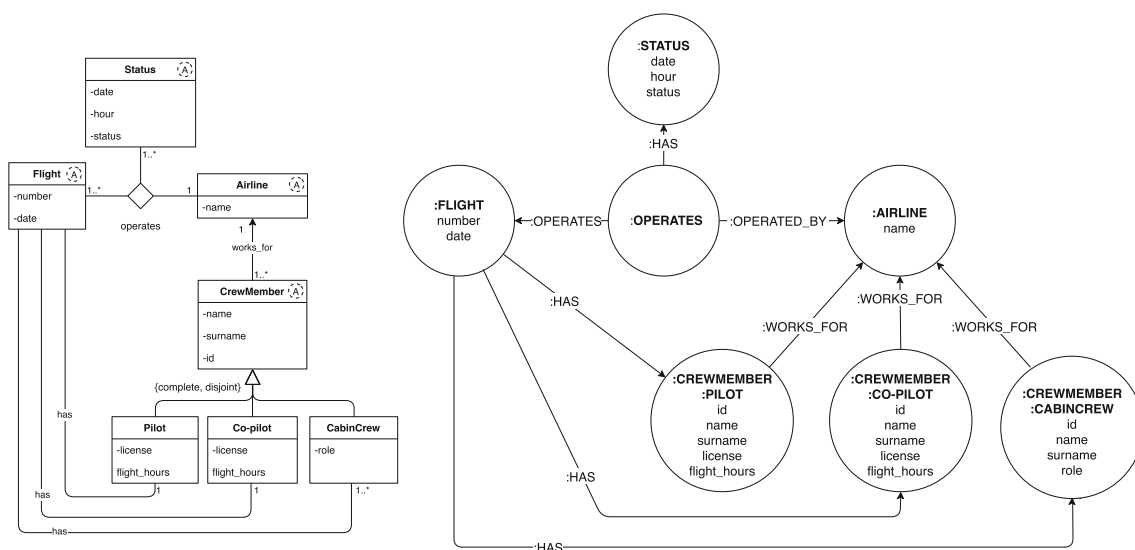 Status
A
-date
-hour
-status
1..*
Flight
A
-number
-date
1..*
1
operates
Airline
A
-name
1
works_for
1..*
CrewMember
A
-name
-surname
-id
{complete, disjoint}
Pilot
-license
flight_hours
1
Co-pilot
-license
flight_hours
1
CabinCrew
-role
1..*
has
has
has
:STATUS
date
hour
status
:HAS
:FLIGHT
number
date
:OPERATES
:OPERATES
:OPERATED_BY
:AIRLINE
name
:HAS
:WORKS_FOR
:WORKS_FOR
:WORKS_FOR
:CREWMEMBER
:PILOT
id
name
surname
license
flight_hours
:CREWMEMBER
:CO-PILOT
id
name
surname
license
flight_hours
:CREWMEMBER
:CABINCREW
id
name
surname
role
:HAS
:HAS